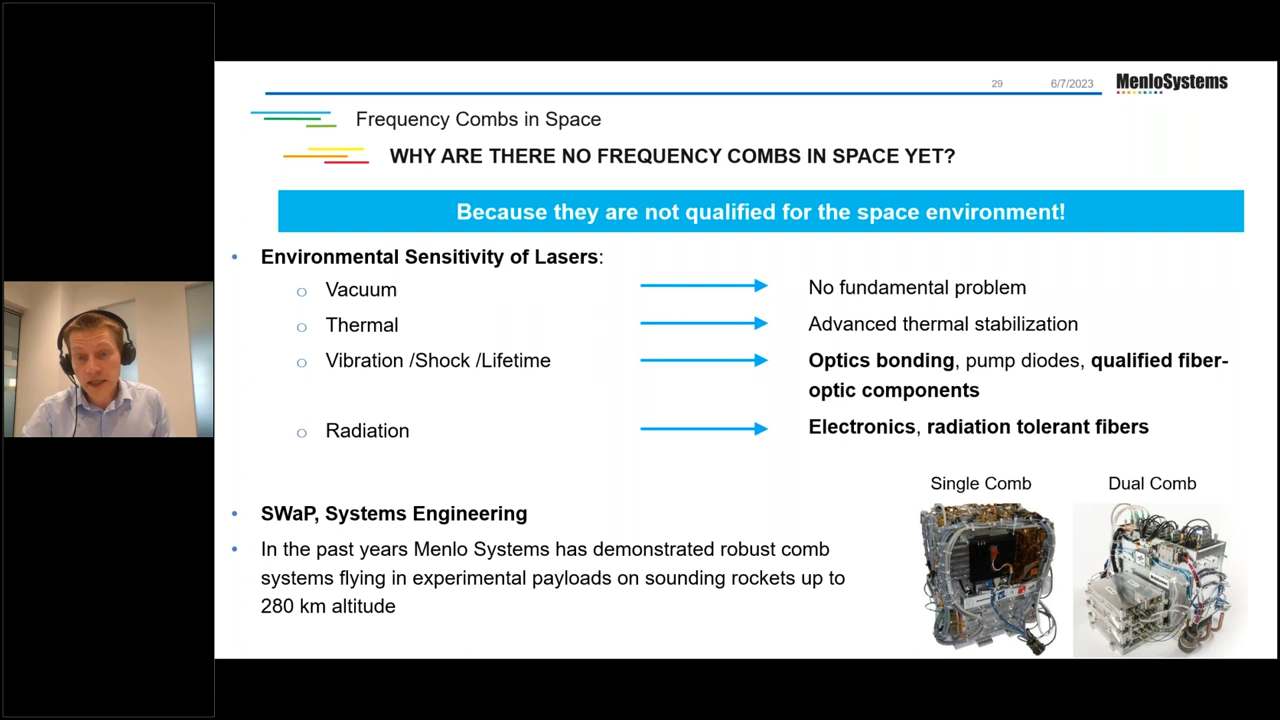 29 6/7/2023 MenloSystems
Frequency Combs in Space
WHY ARE THERE NO FREQUENCY COMBS IN SPACE YET?
Because they are not qualified for the space environment!
• Environmental Sensitivity of Lasers:
o Vacuum No fundamental problem
o Thermal Advanced thermal stabilization
o Vibration /Shock /Lifetime Optics bonding, pump diodes, qualified fiber-
optic components
o Radiation Electronics, radiation tolerant fibers
Single Comb Dual Comb
• SWaP, Systems Engineering
• In the past years Menlo Systems has demonstrated robust comb
systems flying in experimental payloads on sounding rockets up to
280 km altitude